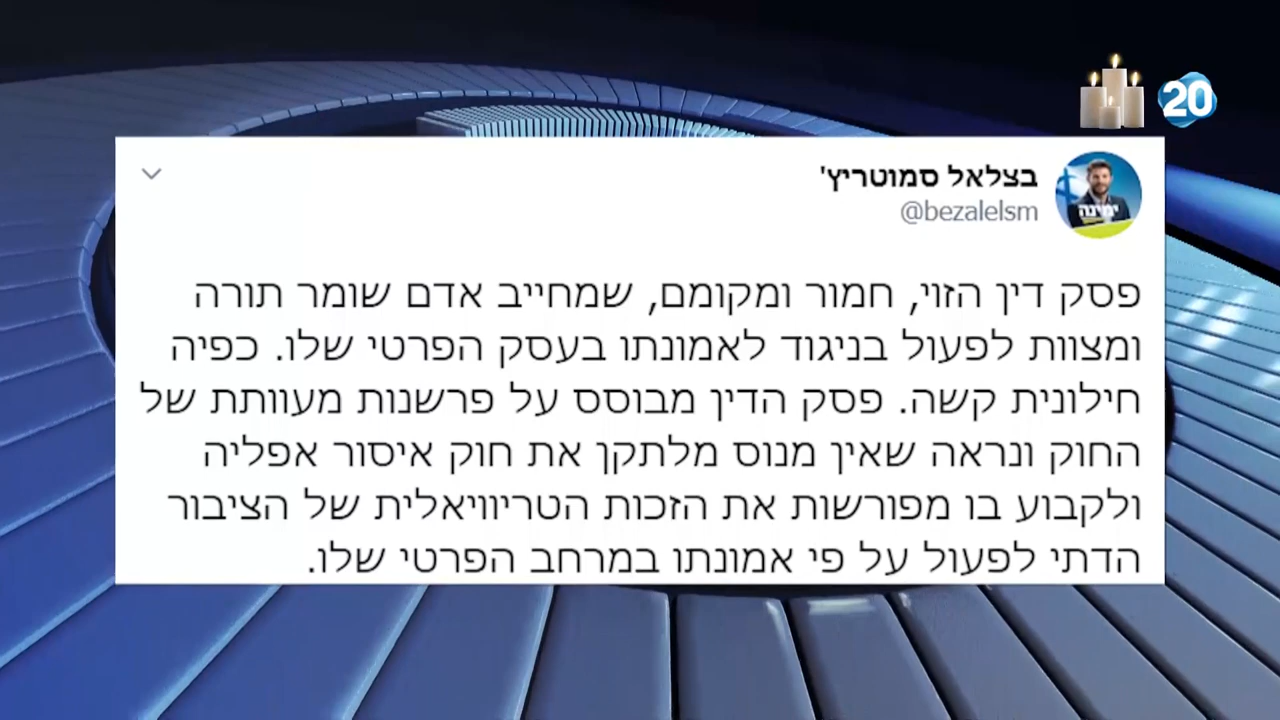 20
בצלאל סמוטריץ'
@bezalelsm
ימינה
פסק דין הזוי, חמור ומקומם, שמחייב אדם שומר תורה
ומצוות לפעול בניגוד לאמונתו בעסק הפרטי שלו. כפיה
חילונית קשה. פסק הדין מבוסס על פרשנות מעוותת של
החוק ונראה שאין מנוס מלתקן את חוק איסור אפליה
ולקבוע בו מפורשות את הזכות הטריוויאלית של הציבור
הדתי לפעול על פי אמונתו במרחב הפרטי שלו.